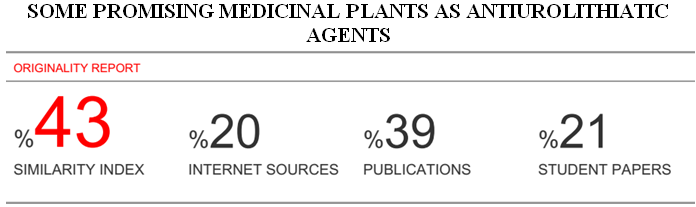 SOME PROMISING MEDICINAL PLANTS AS ANTIUROLITHIATIC
AGENTS
ORIGINALITY REPORT
%43 %20 %39 %21
SIMILARITY INDEX INTERNET SOURCES PUBLICATIONS STUDENT PAPERS